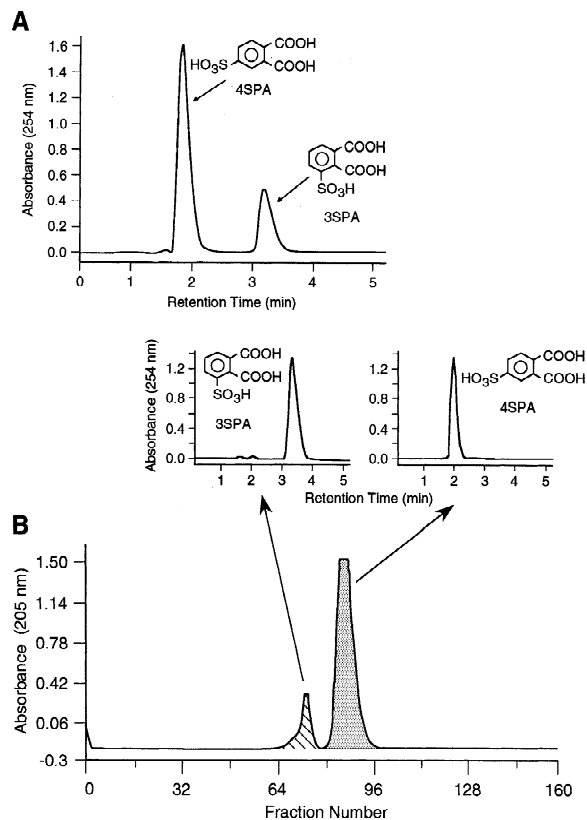 A
Absorbance (254 nm)
1.6
1.4
1.2
1.0
0.8
0.6
0.4
0.2
0.0
HO3S
COOH
COOH
4SPA
COOH
COOH
SO3H
3SPA
0 1 2 3 4 5
Retention Time (min)
Absorbance (254 nm)
1.2
0.8
0.4
0.0
COOH
COOH
SO3H
3SPA
1 2 3 4 5
1.2
0.8
0.4
0.0
HO3S
COOH
COOH
4SPA
1 2 3 4 5
Retention Time (min)
B
Absorbance (205 nm)
1.50
1.14
0.78
0.42
0.06
-0.3
0 32 64 96 128 160
Fraction Number